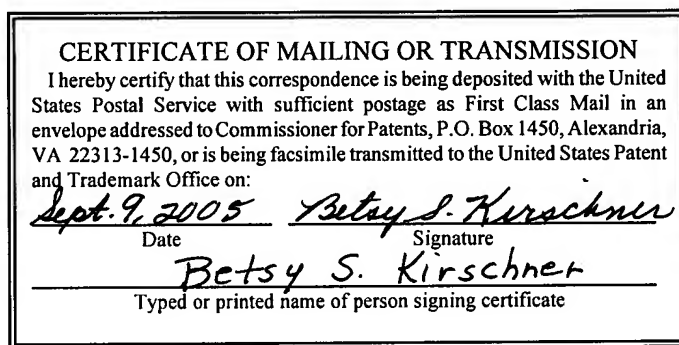 CERTIFICATE OF MAILING OR TRANSMISSION
I hereby certify that this correspondence is being deposited with the United
States Postal Service with sufficient postage as First Class Mail in an
envelope addressed to Commissioner for Patents, P.O. Box 1450, Alexandria,
VA 22313-1450, or is being facsimile transmitted to the United States Patent
and Trademark Office on:
Sept. 9, 2005 Betsy S. Kirschner
Date Signature
Betsy S. Kirschner
Typed or printed name of person signing certificate